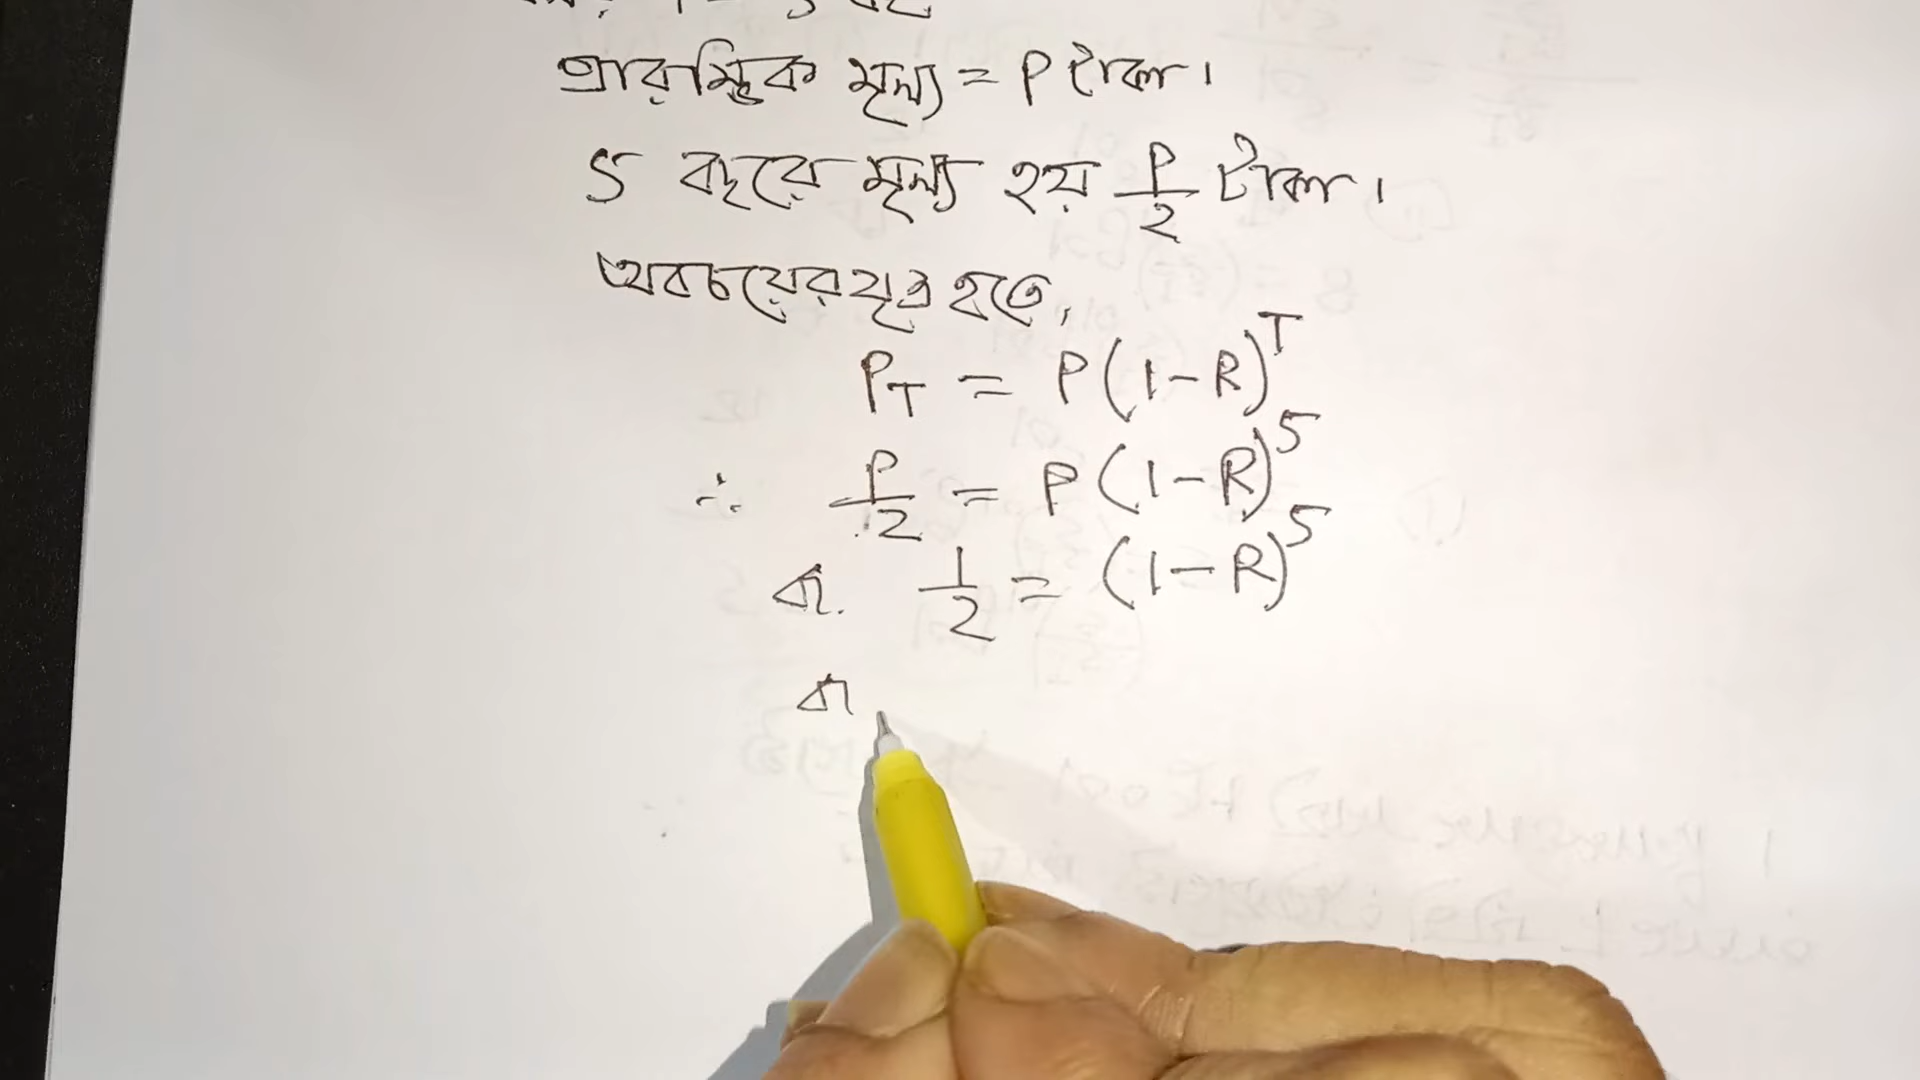 প্রারম্ভিক মূল্য = P টাকা।
5 বছরে মূল্য হয় P/2 টাকা।
অবচয়ের সূত্র হতে,
P_T = P(1-R)^T
∴ P/2 = P(1-R)^5
বা. 1/2 = (1-R)^5
বা